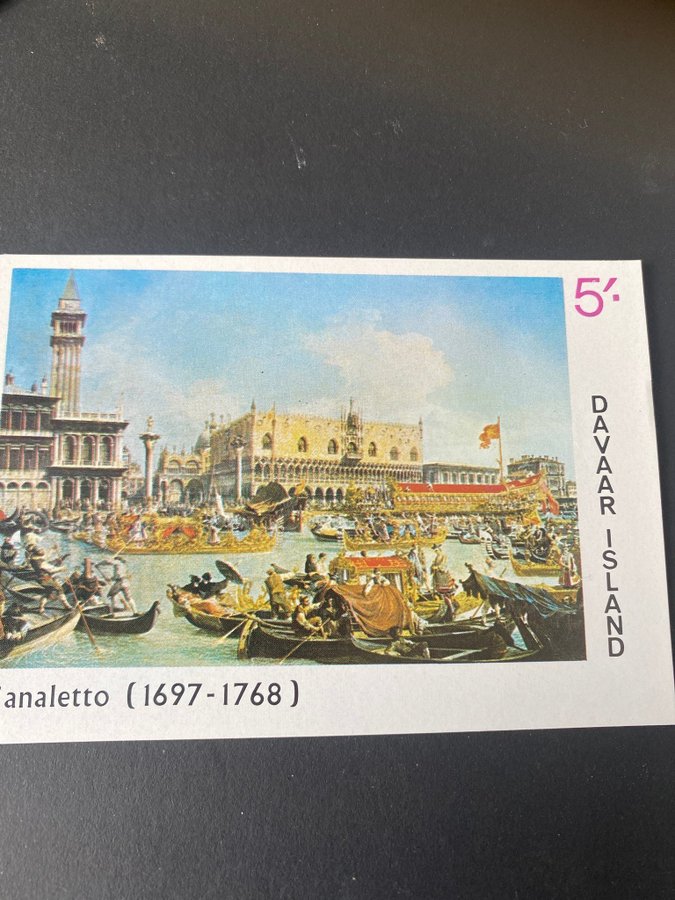 5/-
DAVAAR ISLAND
analetto (1697-1768)